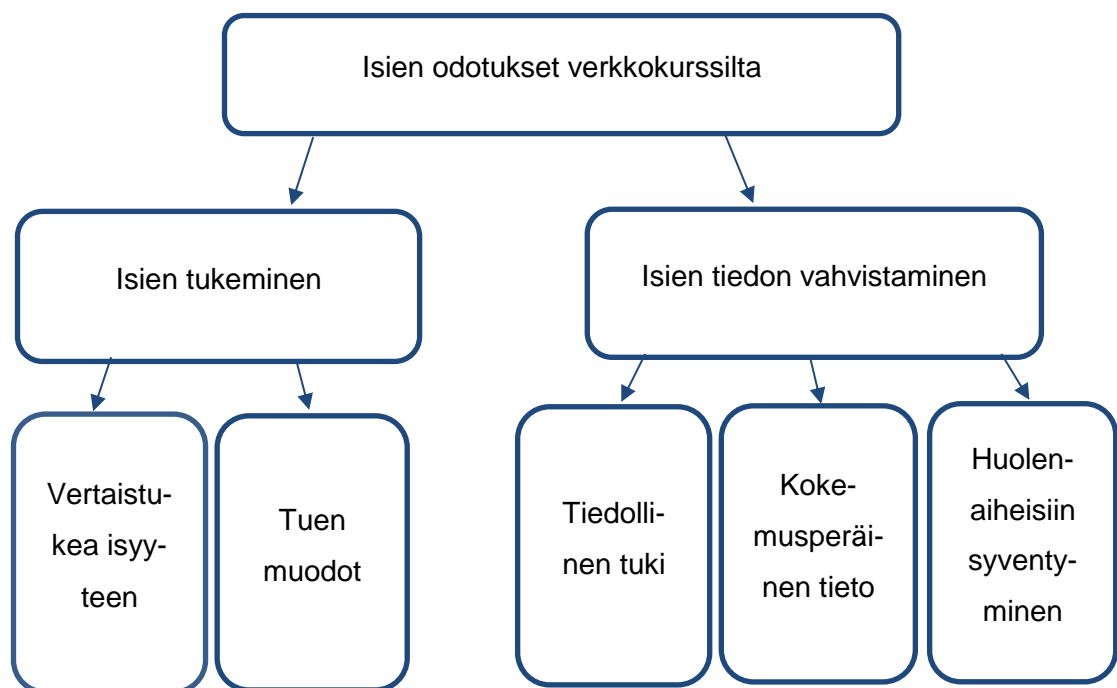 Isien odotukset verkkokurssilta
Isien tukeminen
Isien tiedon vahvistaminen
Vertaistu-
kea isyy-
teen
Tuen
muodot
Tiedolli-
nen tuki
Koke-
musperäi-
nen tieto
Huolen-
aiheisiin
syventy-
minen